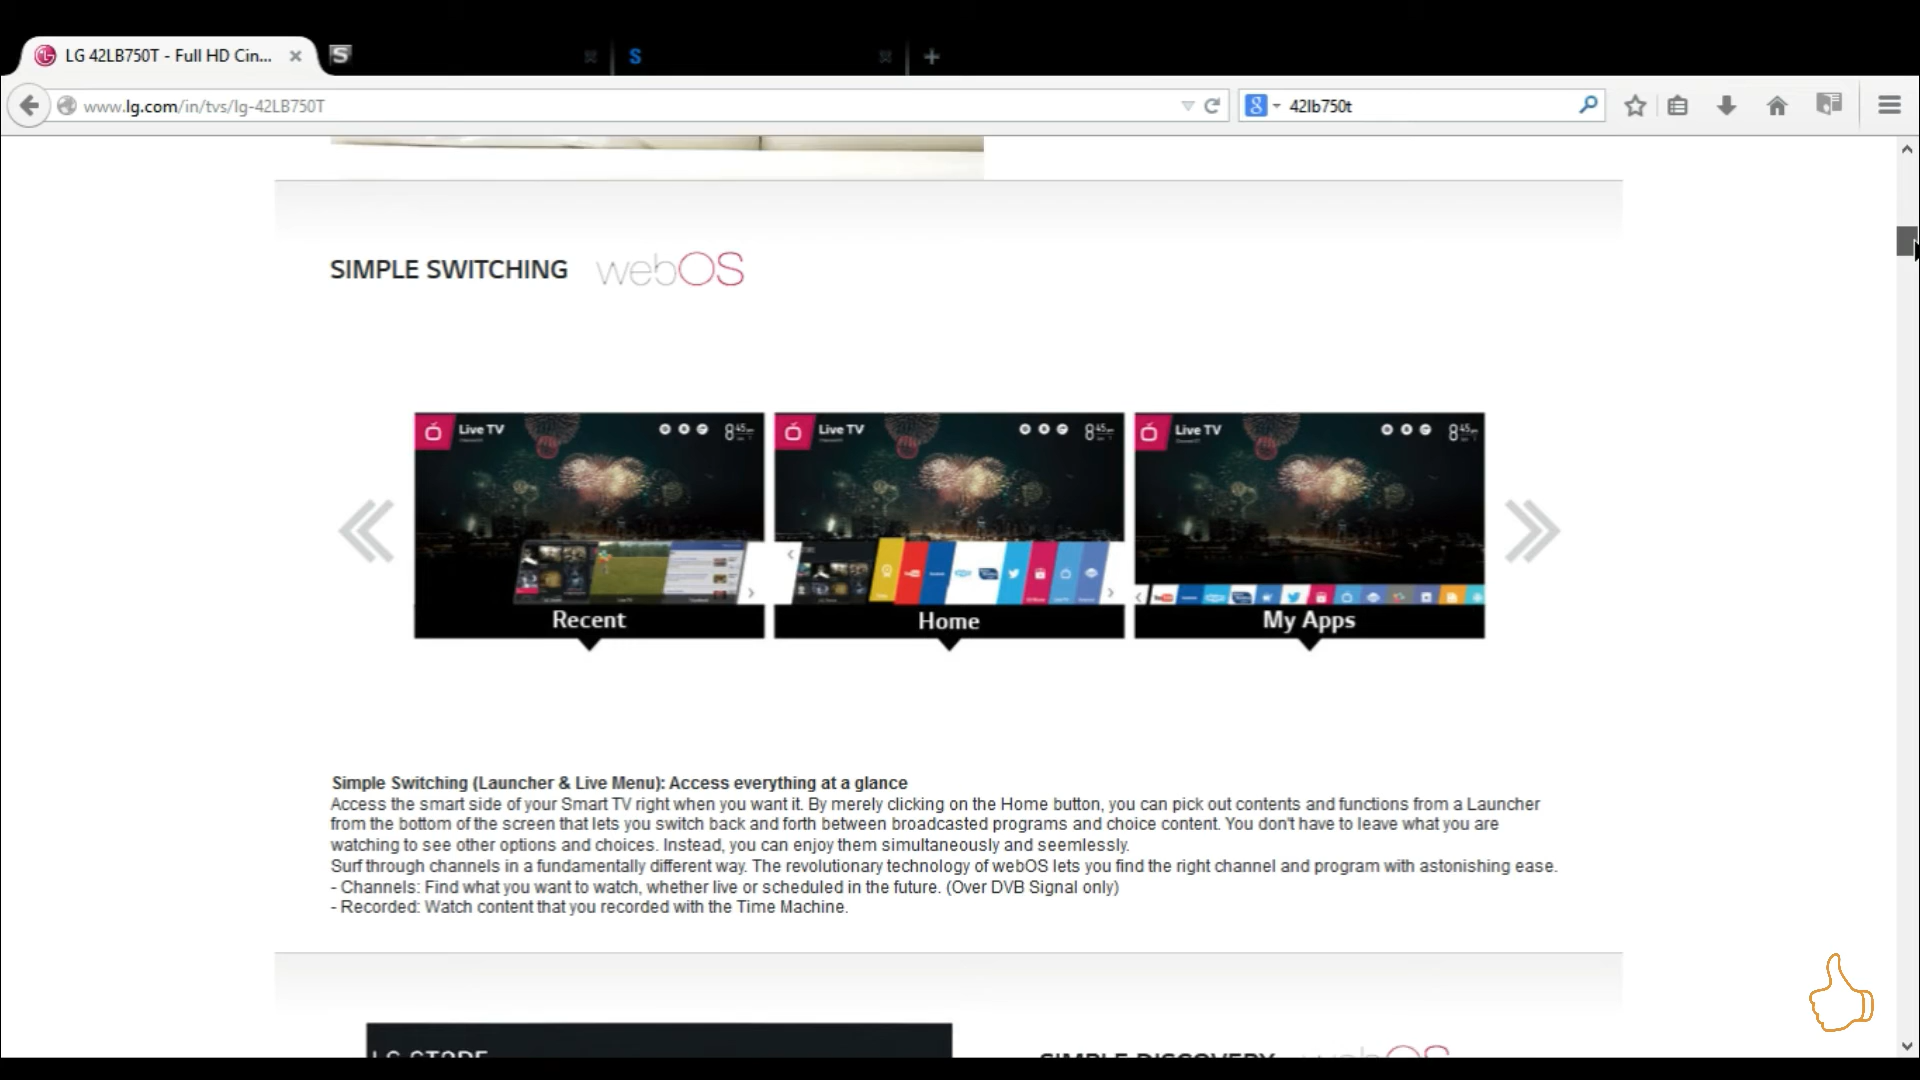 LG 42LB750T - Full HD Cin...
www.lg.com/in/tvs/lg-42LB750T
42lb750t
SIMPLE SWITCHING webOS
Live TV
8 45
Live TV
8 45
Live TV
8 45
Recent
Home
My Apps
Simple Switching (Launcher & Live Menu): Access everything at a glance
Access the smart side of your Smart TV right when you want it. By merely clicking on the Home button, you can pick out contents and functions from a Launcher
from the bottom of the screen that lets you switch back and forth between broadcasted programs and choice content. You don't have to leave what you are
watching to see other options and choices. Instead, you can enjoy them simultaneously and seemlessly.
Surf through channels in a fundamentally different way. The revolutionary technology of webOS lets you find the right channel and program with astonishing ease.
- Channels: Find what you want to watch, whether live or scheduled in the future. (Over DVB Signal only)
- Recorded: Watch content that you recorded with the Time Machine.
LG STORE
SIMPLE DISCOVERY webOS